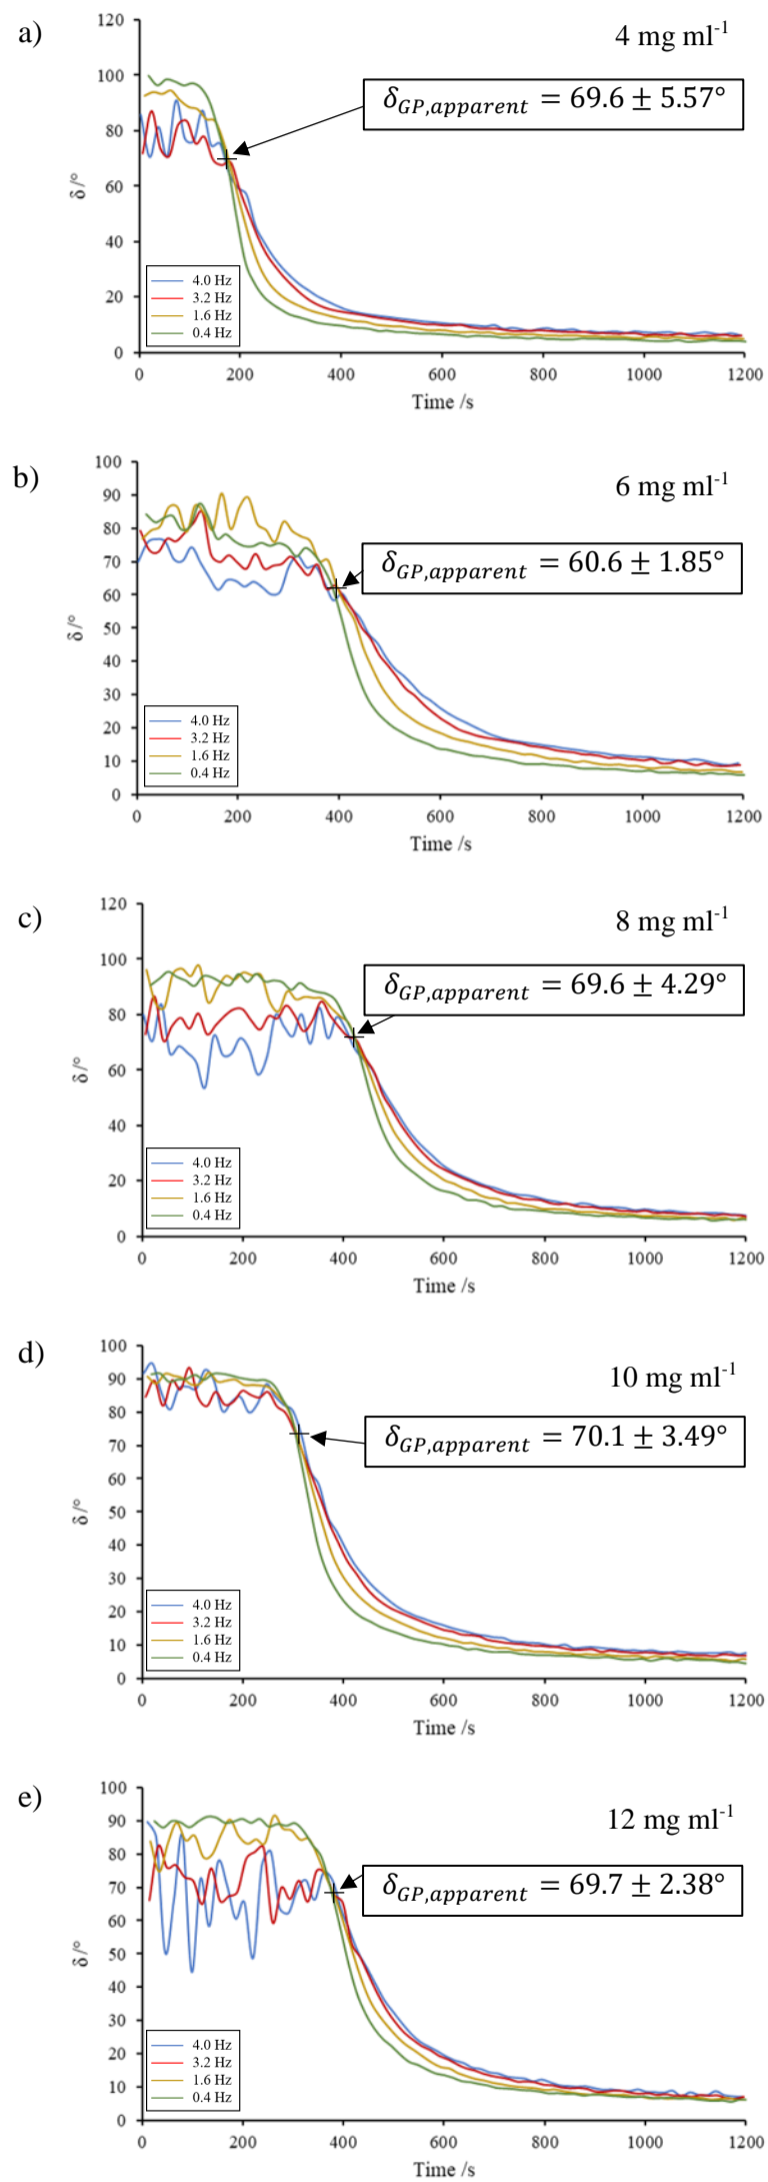 a)
4 mg ml⁻¹
δGP,apparent = 69.6 ± 5.57°
120
100
80
60
40
20
0
δ /°
4.0 Hz
3.2 Hz
1.6 Hz
0.4 Hz
0 200 400 600 800 1000 1200
Time /s
b)
6 mg ml⁻¹
δGP,apparent = 60.6 ± 1.85°
100
90
80
70
60
50
40
30
20
10
0
δ /°
4.0 Hz
3.2 Hz
1.6 Hz
0.4 Hz
0 200 400 600 800 1000 1200
Time /s
c)
8 mg ml⁻¹
δGP,apparent = 69.6 ± 4.29°
120
100
80
60
40
20
0
δ /°
4.0 Hz
3.2 Hz
1.6 Hz
0.4 Hz
0 200 400 600 800 1000 1200
Time /s
d)
10 mg ml⁻¹
δGP,apparent = 70.1 ± 3.49°
100
90
80
70
60
50
40
30
20
10
0
δ /°
4.0 Hz
3.2 Hz
1.6 Hz
0.4 Hz
0 200 400 600 800 1000 1200
Time /s
e)
12 mg ml⁻¹
δGP,apparent = 69.7 ± 2.38°
100
90
80
70
60
50
40
30
20
10
0
δ /°
4.0 Hz
3.2 Hz
1.6 Hz
0.4 Hz
0 200 400 600 800 1000 1200
Time /s